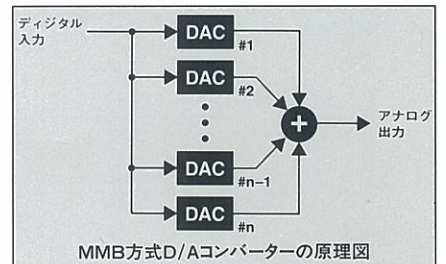 ディジタル
入力
DAC
#1
DAC
#2
DAC
#n-1
DAC
#n
+
アナログ
出力
MMB方式D/Aコンバーターの原理図